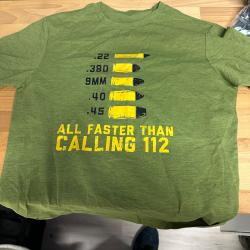 .22
.380
9MM
.40
.45
ALL FASTER THAN
CALLING 112